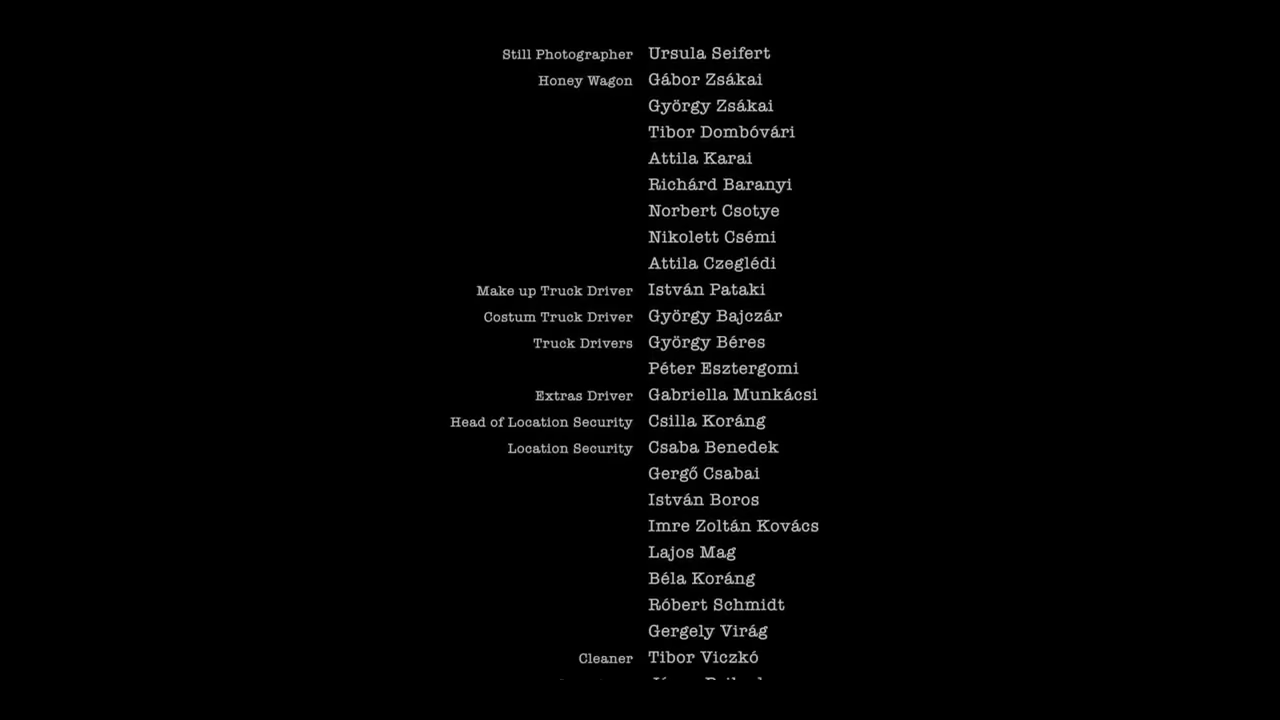 Still Photographer Ursula Seifert
Honey Wagon Gábor Zsákai
György Zsákai
Tibor Dombóvári
Attila Karai
Richárd Baranyi
Norbert Csotye
Nikolett Csémi
Attila Czeglédi
Make up Truck Driver István Pataki
Costum Truck Driver György Bajczár
Truck Drivers György Béres
Péter Esztergomi
Extras Driver Gabriella Munkácsi
Head of Location Security Csilla Koráng
Location Security Csaba Benedek
Gergő Csabai
István Boros
Imre Zoltán Kovács
Lajos Mag
Béla Koráng
Róbert Schmidt
Gergely Virág
Cleaner Tibor Viczkó